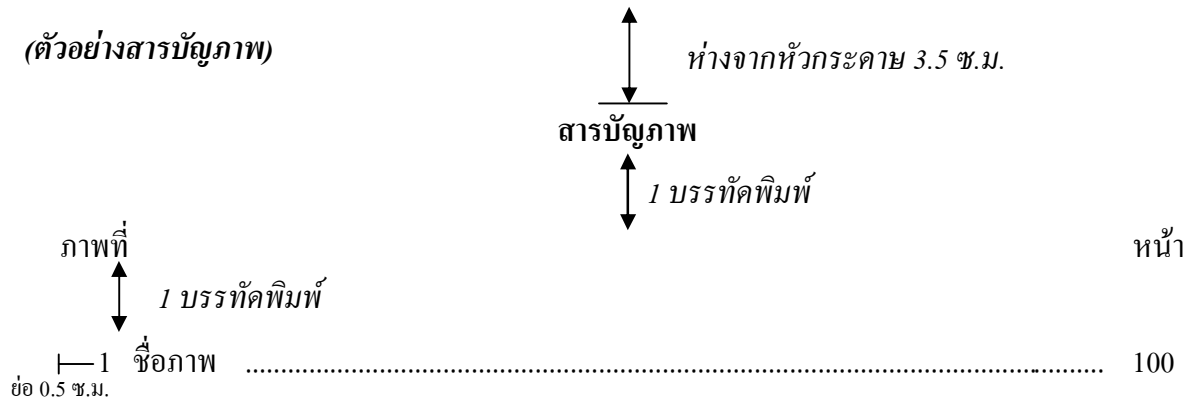 (ตัวอย่างสารบัญภาพ)
ห่างจากหัวกระดาษ 3.5 ซ.ม.
สารบัญภาพ
1 บรรทัดพิมพ์
ภาพที่ หน้า
1 บรรทัดพิมพ์
1 ชื่อภาพ .......................................................................................................................... 100
ย่อ 0.5 ซ.ม.